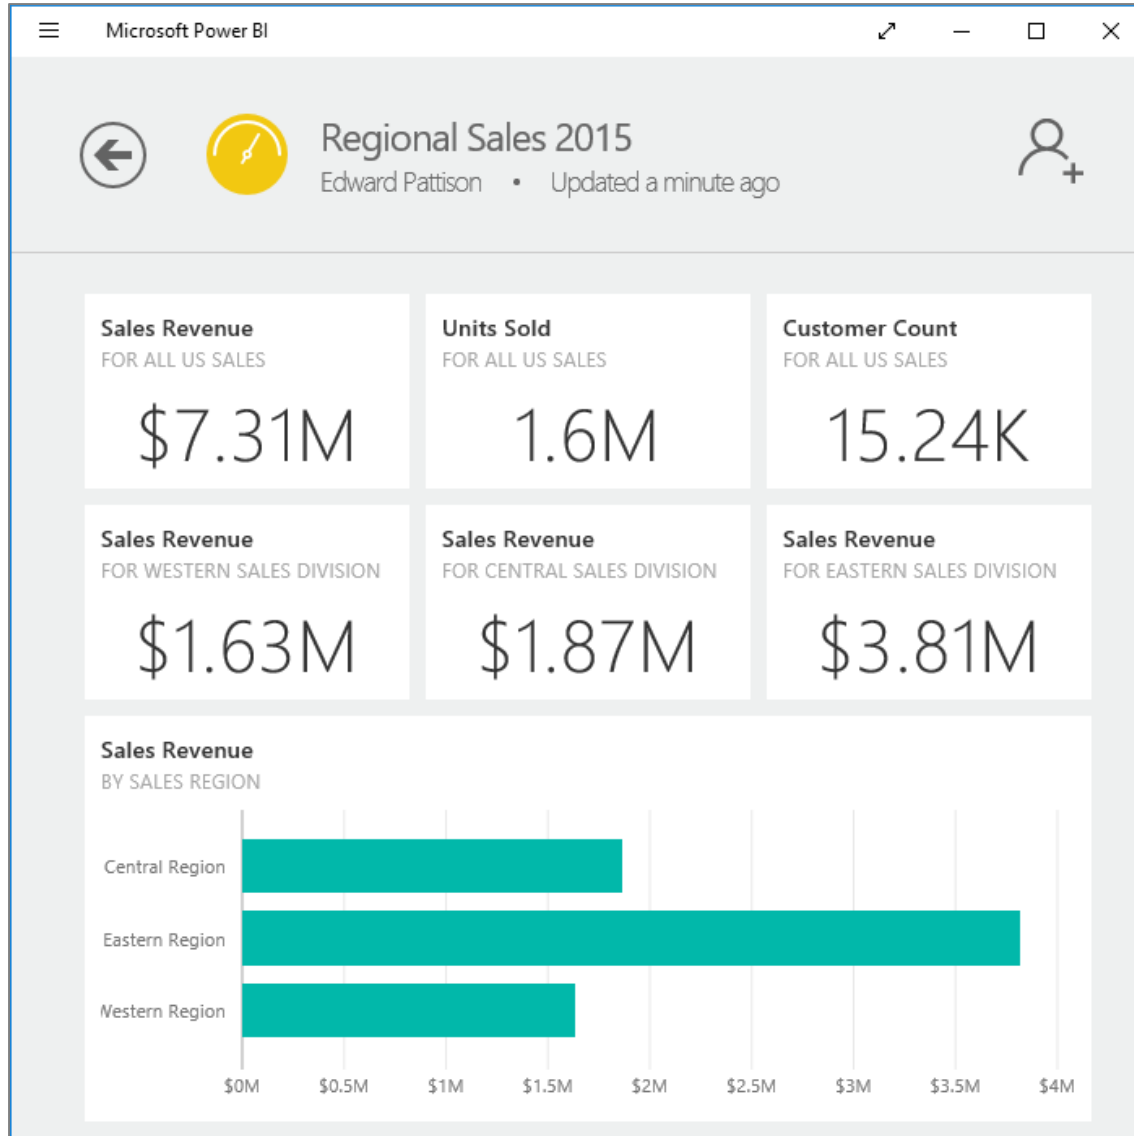 Microsoft Power BI
Regional Sales 2015
Edward Pattison • Updated a minute ago
Sales Revenue
FOR ALL US SALES
$7.31M
Units Sold
FOR ALL US SALES
1.6M
Customer Count
FOR ALL US SALES
15.24K
Sales Revenue
FOR WESTERN SALES DIVISION
$1.63M
Sales Revenue
FOR CENTRAL SALES DIVISION
$1.87M
Sales Revenue
FOR EASTERN SALES DIVISION
$3.81M
Sales Revenue
BY SALES REGION
Central Region
Eastern Region
Western Region
$0M $0.5M $1M $1.5M $2M $2.5M $3M $3.5M $4M